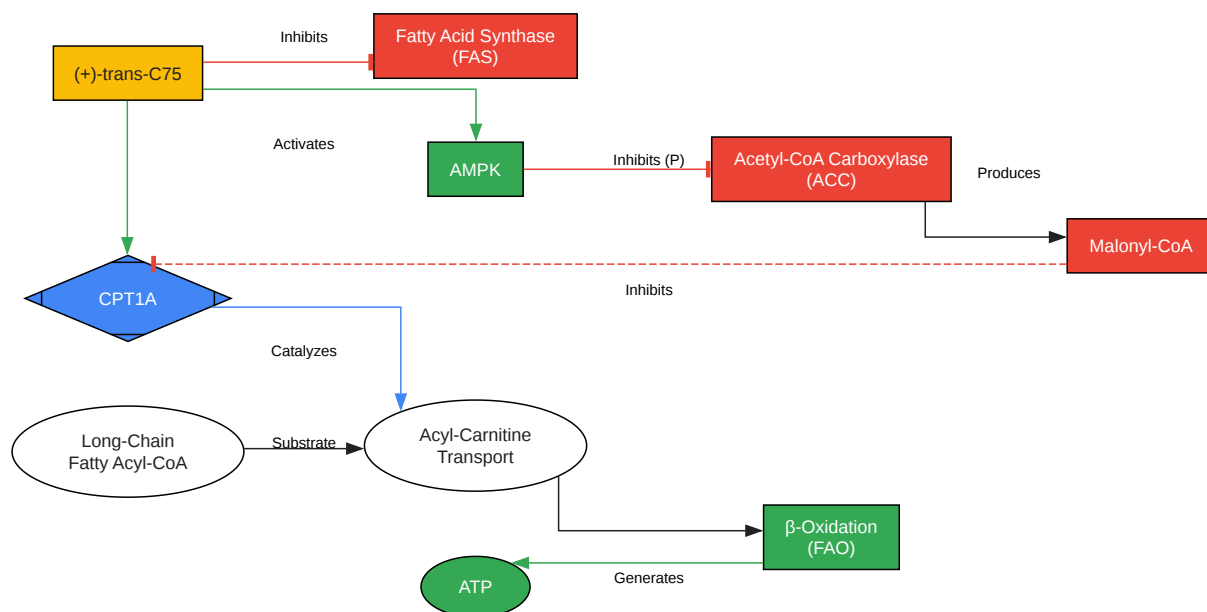 Inhibits
Fatty Acid Synthase
(FAS)
(+)-trans-C75
Activates
AMPK
Inhibits (P)
Acetyl-CoA Carboxylase
(ACC)
Produces
Malonyl-CoA
Inhibits
CPT1A
Catalyzes
Long-Chain
Fatty Acyl-CoA
Substrate
Acyl-Carnitine
Transport
β-Oxidation
(FAO)
Generates
ATP